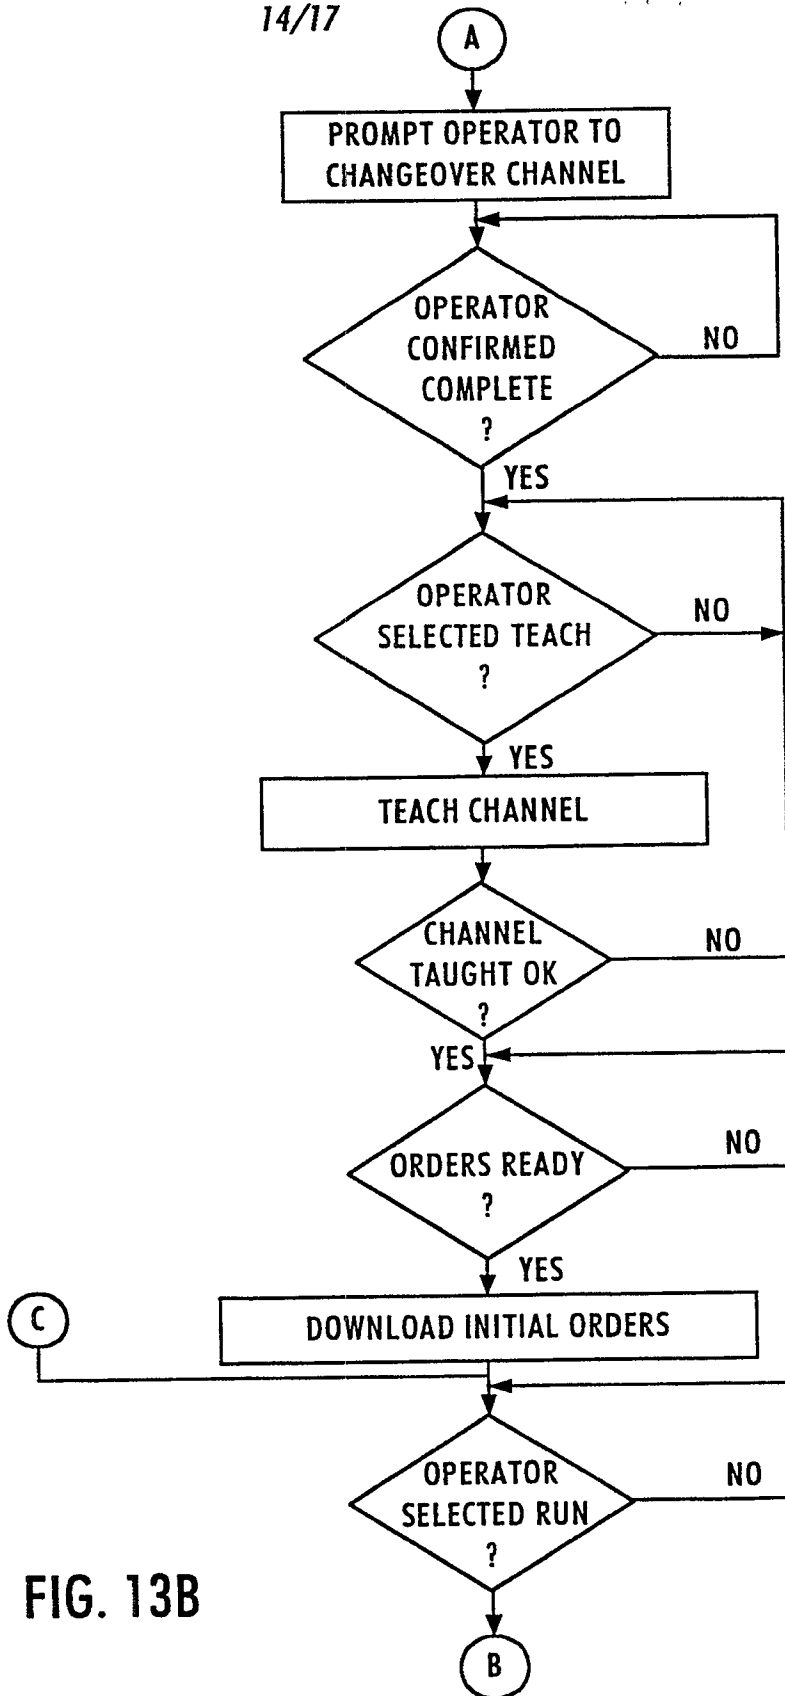 14/17
A
PROMPT OPERATOR TO
CHANGEOVER CHANNEL
OPERATOR
CONFIRMED
COMPLETE
?
NO
YES
OPERATOR
SELECTED TEACH
?
NO
YES
TEACH CHANNEL
CHANNEL
TAUGHT OK
?
NO
YES
ORDERS READY
?
NO
YES
C
DOWNLOAD INITIAL ORDERS
OPERATOR
SELECTED RUN
?
NO
FIG. 13B
B